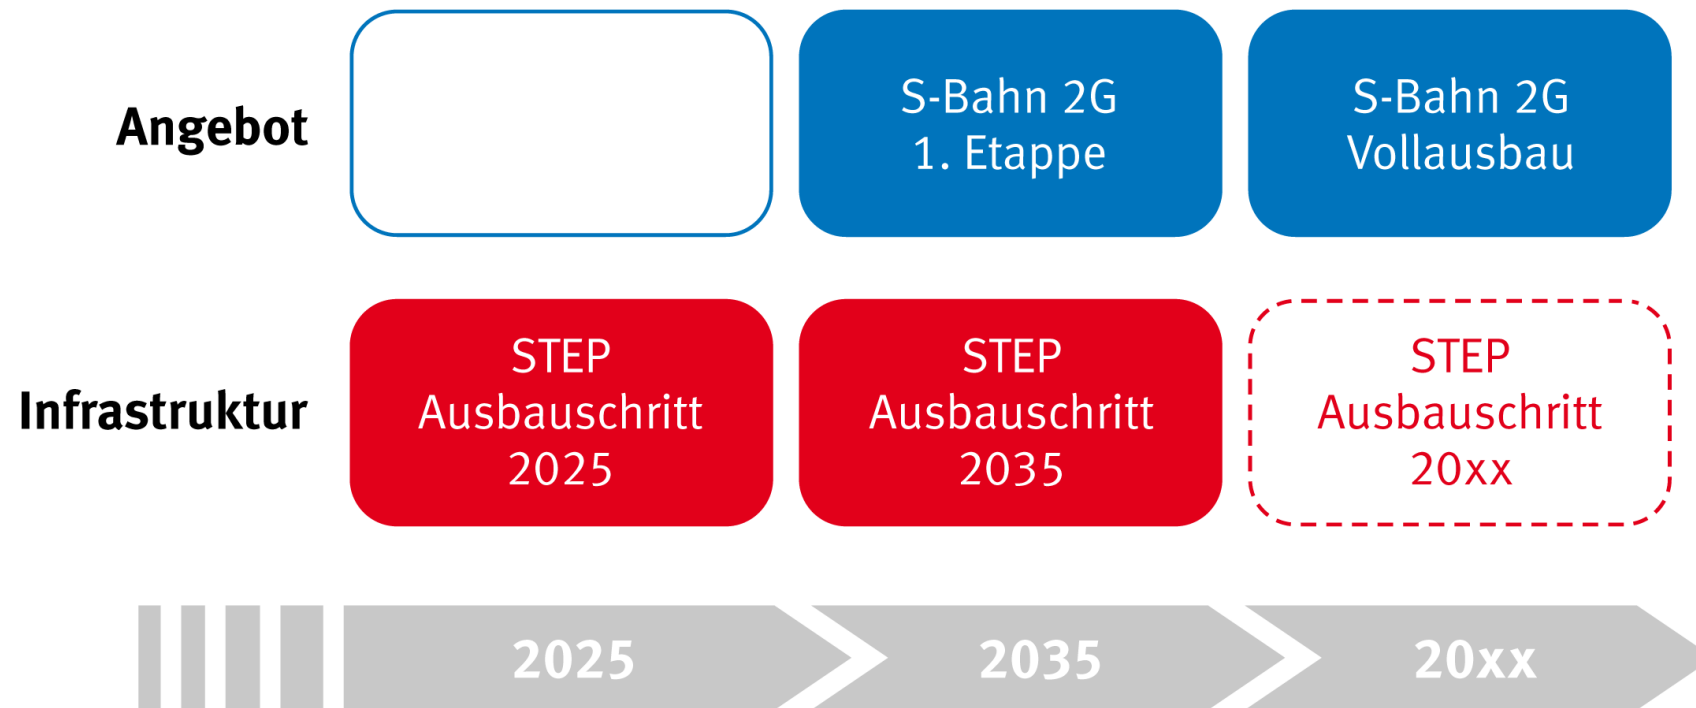 Angebot
S-Bahn 2G
1. Etappe
S-Bahn 2G
Vollausbau
Infrastruktur
STEP
Ausbauschritt
2025
STEP
Ausbauschritt
2035
STEP
Ausbauschritt
20xx
2025
2035
20xx